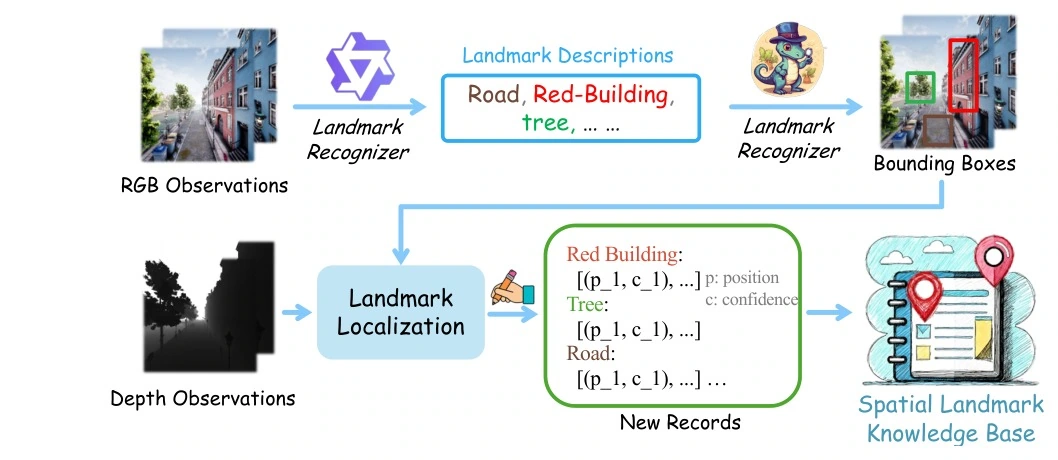 Landmark Descriptions
Road, Red-Building,
tree, ... ...
Landmark
Recognizer
Landmark
Recognizer
RGB Observations
Bounding Boxes
Landmark
Localization
Red Building:
[(p_1, c_1), ...]
p: position
c: confidence
Tree:
[(p_1, c_1), ...]
Road:
[(p_1, c_1), ...] ...
Depth Observations
New Records
Spatial Landmark
Knowledge Base